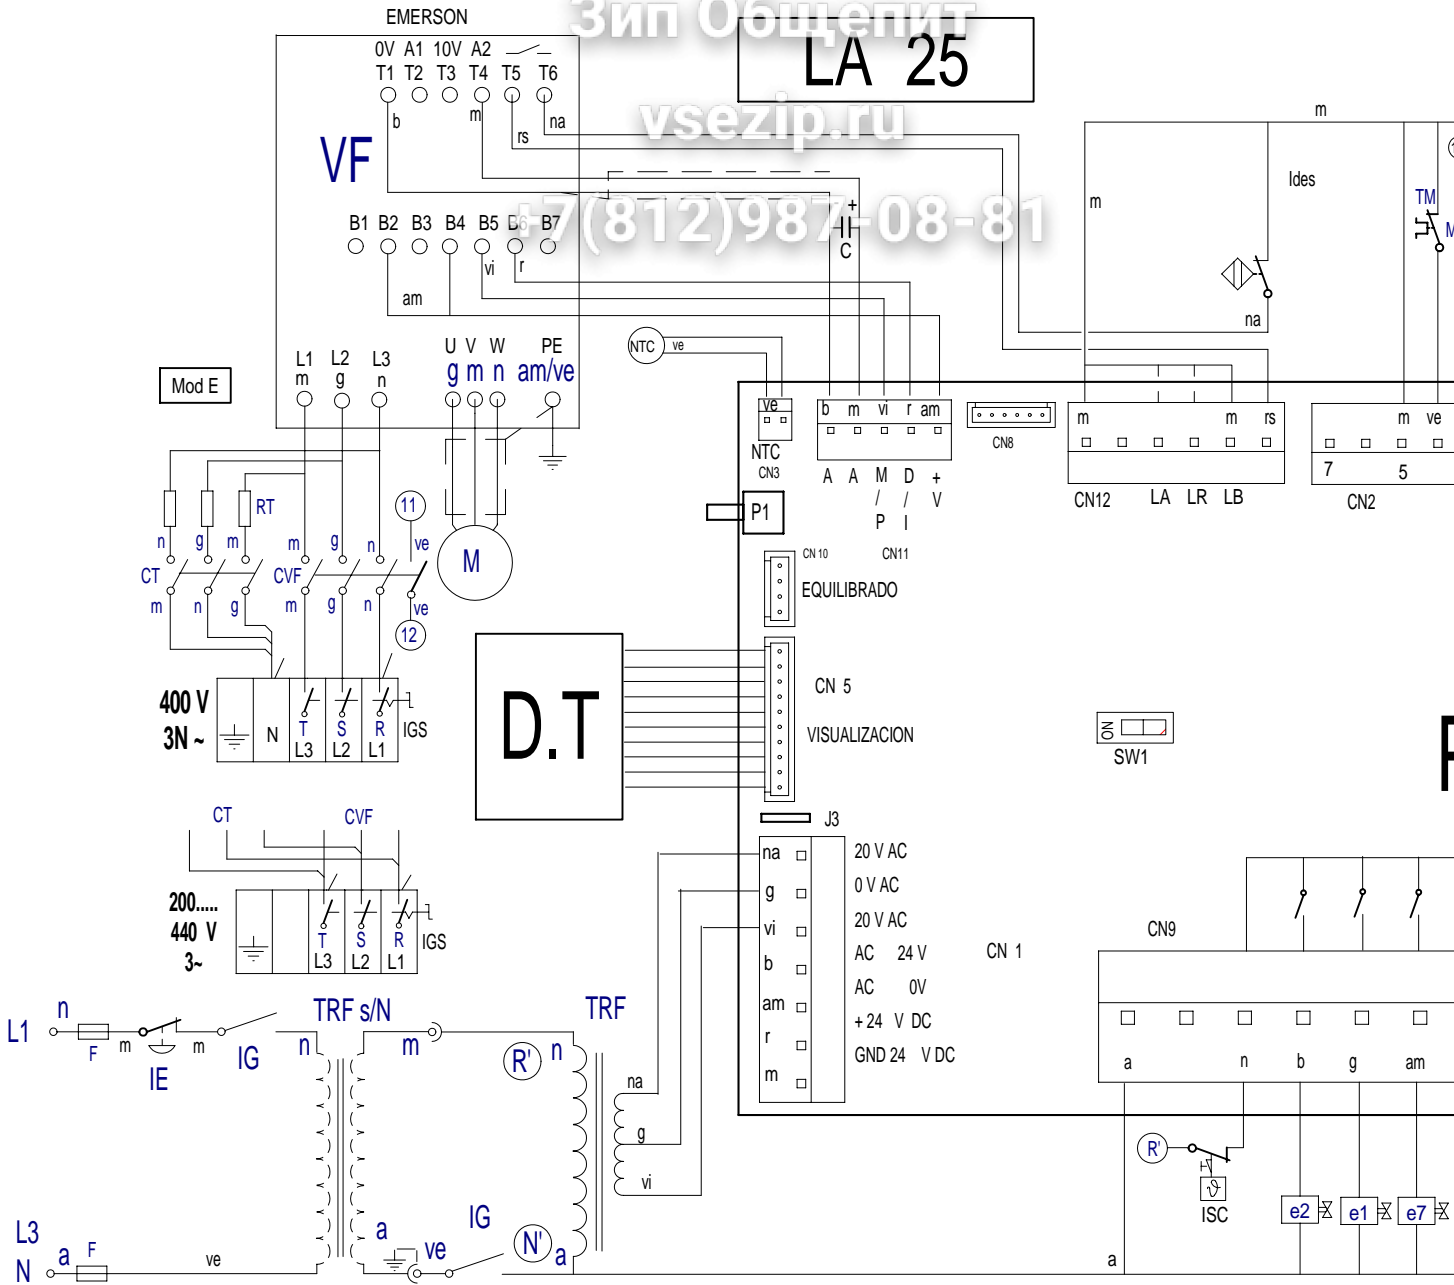 EMERSON
Зип Общепит
LA 25
vsezip.ru
+7(812)987-08-81
0V A1 10V A2
T1 T2 T3 T4 T5 T6
b m rs na
VF
B1 B2 B3 B4 B5 B6 B7
vi r
am
+
C
m
m
Ides
TM
na
NTC ve
L1 L2 L3
m g n
U V W PE
g m n am/ve
Mod E
ve
NTC
CN3
b m vi r am
A A M/P D/I +V
CN11
CN8
m m rs
CN12 LA LR LB
m ve
7 5
CN2
P1
RT
11
n g m m g n ve
CT CVF
m n g m g n ve
12
M
CN 10
EQUILIBRADO
CN 5
VISUALIZACION
D.T
400 V
3N ~
N
T S R
L3 L2 L1
IGS
ON
SW1
J3
CT CVF
200.....
440 V
3~
T S R
L3 L2 L1
IGS
na 20 V AC
g 0 V AC
vi 20 V AC
b AC 24 V
am AC 0V
r +24 V DC
m GND 24 V DC
CN 1
CN9
a n b g am
L1 n
F m IE m IG n
TRF s/N
m
R' n
TRF
na
g
vi
R'
ISC
e2 e1 e7
L3
N a F ve
a
ve IG N' a
a